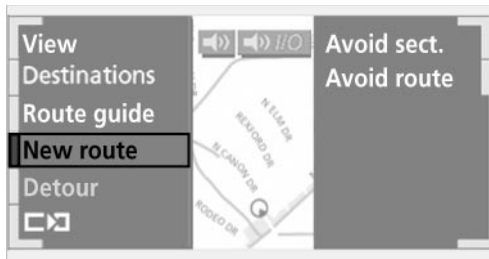 View
Destinations
Route guide
New route
Detour
I/O
N ELM DR
REXFORD DR
N CANON DR
RODEO DR
Avoid sect.
Avoid route